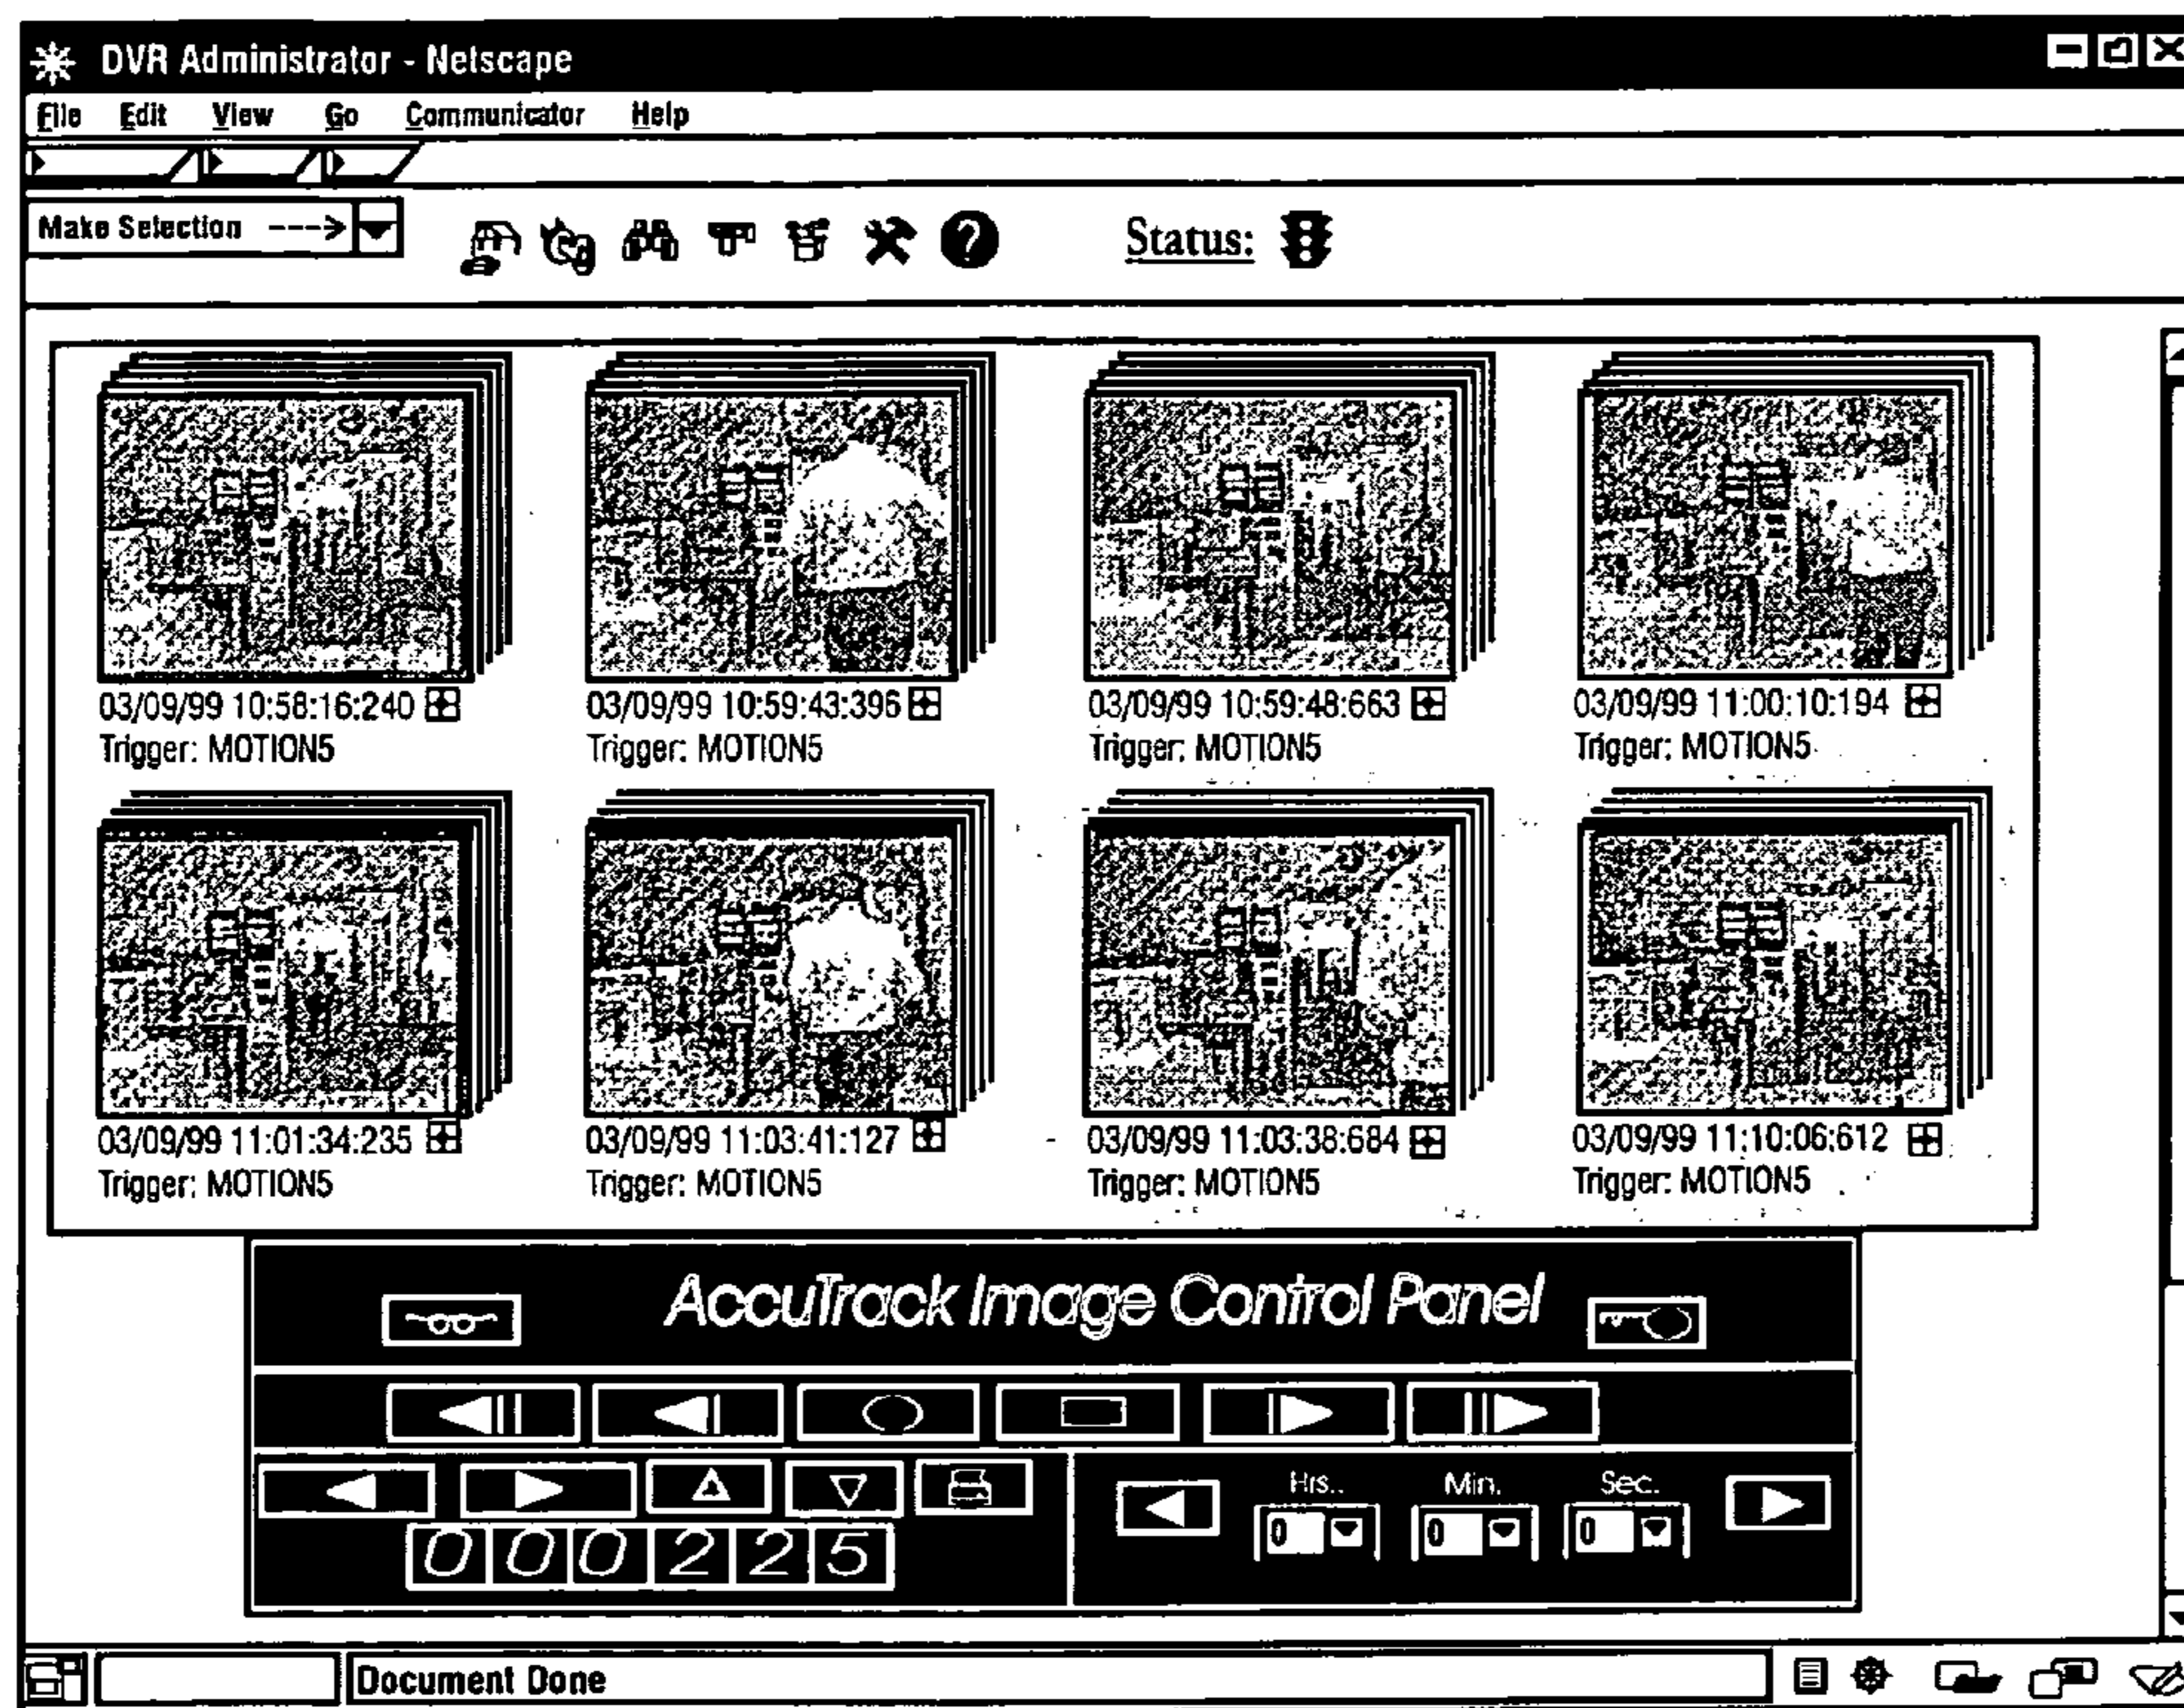 DVR Administrator - Netscape
File Edit View Go Communicator Help
Make Selection ---> Status:
03/09/99 10:58:16:240
Trigger: MOTION5
03/09/99 10:59:43:396
Trigger: MOTION5
03/09/99 10:59:48:663
Trigger: MOTION5
03/09/99 11:00:10:194
Trigger: MOTION5
03/09/99 11:01:34:235
Trigger: MOTION5
03/09/99 11:03:41:127
Trigger: MOTION5
03/09/99 11:03:38:684
Trigger: MOTION5
03/09/99 11:10:06:612
Trigger: MOTION5
AccuTrack Image Control Panel
Hrs.. Min. Sec.
0 0 0
000225
Document Done